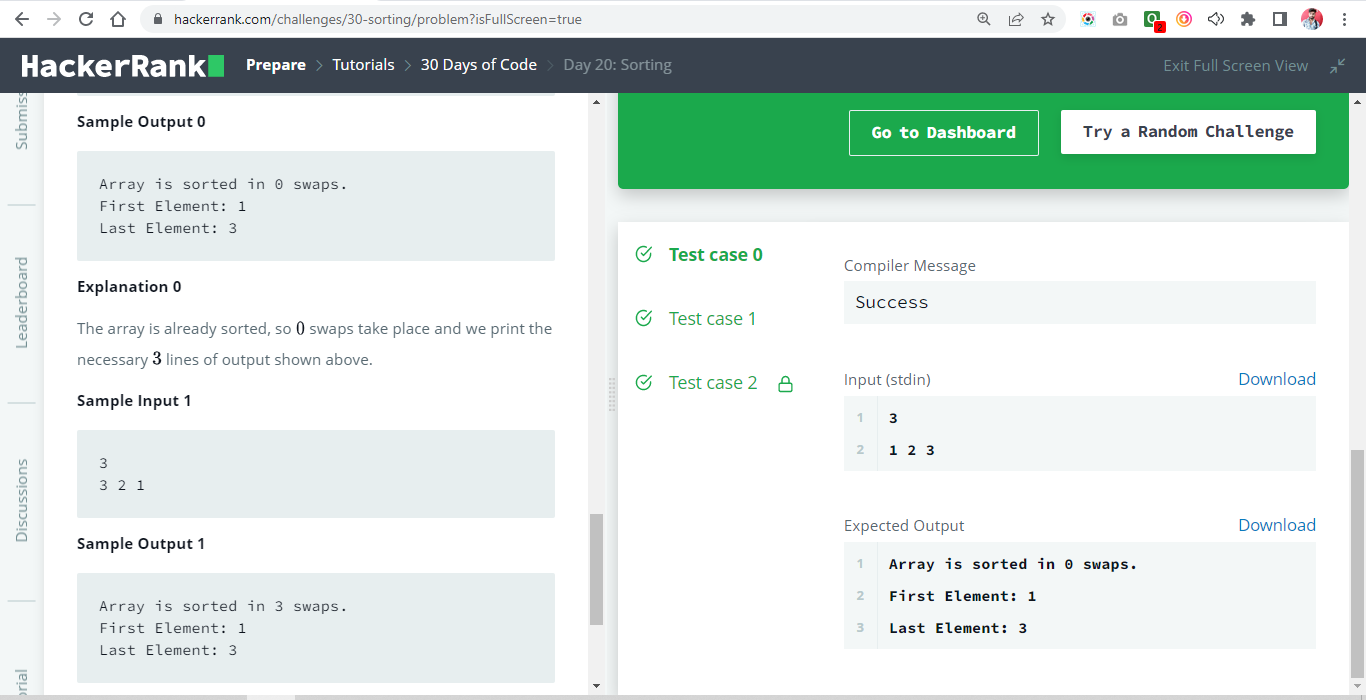 hackerrank.com/challenges/30-sorting/problem?isFullScreen=true
2
HackerRank
Prepare > Tutorials > 30 Days of Code > Day 20: Sorting
Exit Full Screen View
Submiss
Leaderboard
Discussions
rial
Sample Output 0
Array is sorted in 0 swaps.
First Element: 1
Last Element: 3
Explanation 0
The array is already sorted, so 0 swaps take place and we print the
necessary 3 lines of output shown above.
Sample Input 1
3
3 2 1
Sample Output 1
Array is sorted in 3 swaps.
First Element: 1
Last Element: 3
Go to Dashboard
Try a Random Challenge
Test case 0
Test case 1
Test case 2
Compiler Message
Success
Input (stdin)
Download
1 3
2 1 2 3
Expected Output
Download
1 Array is sorted in 0 swaps.
2 First Element: 1
3 Last Element: 3